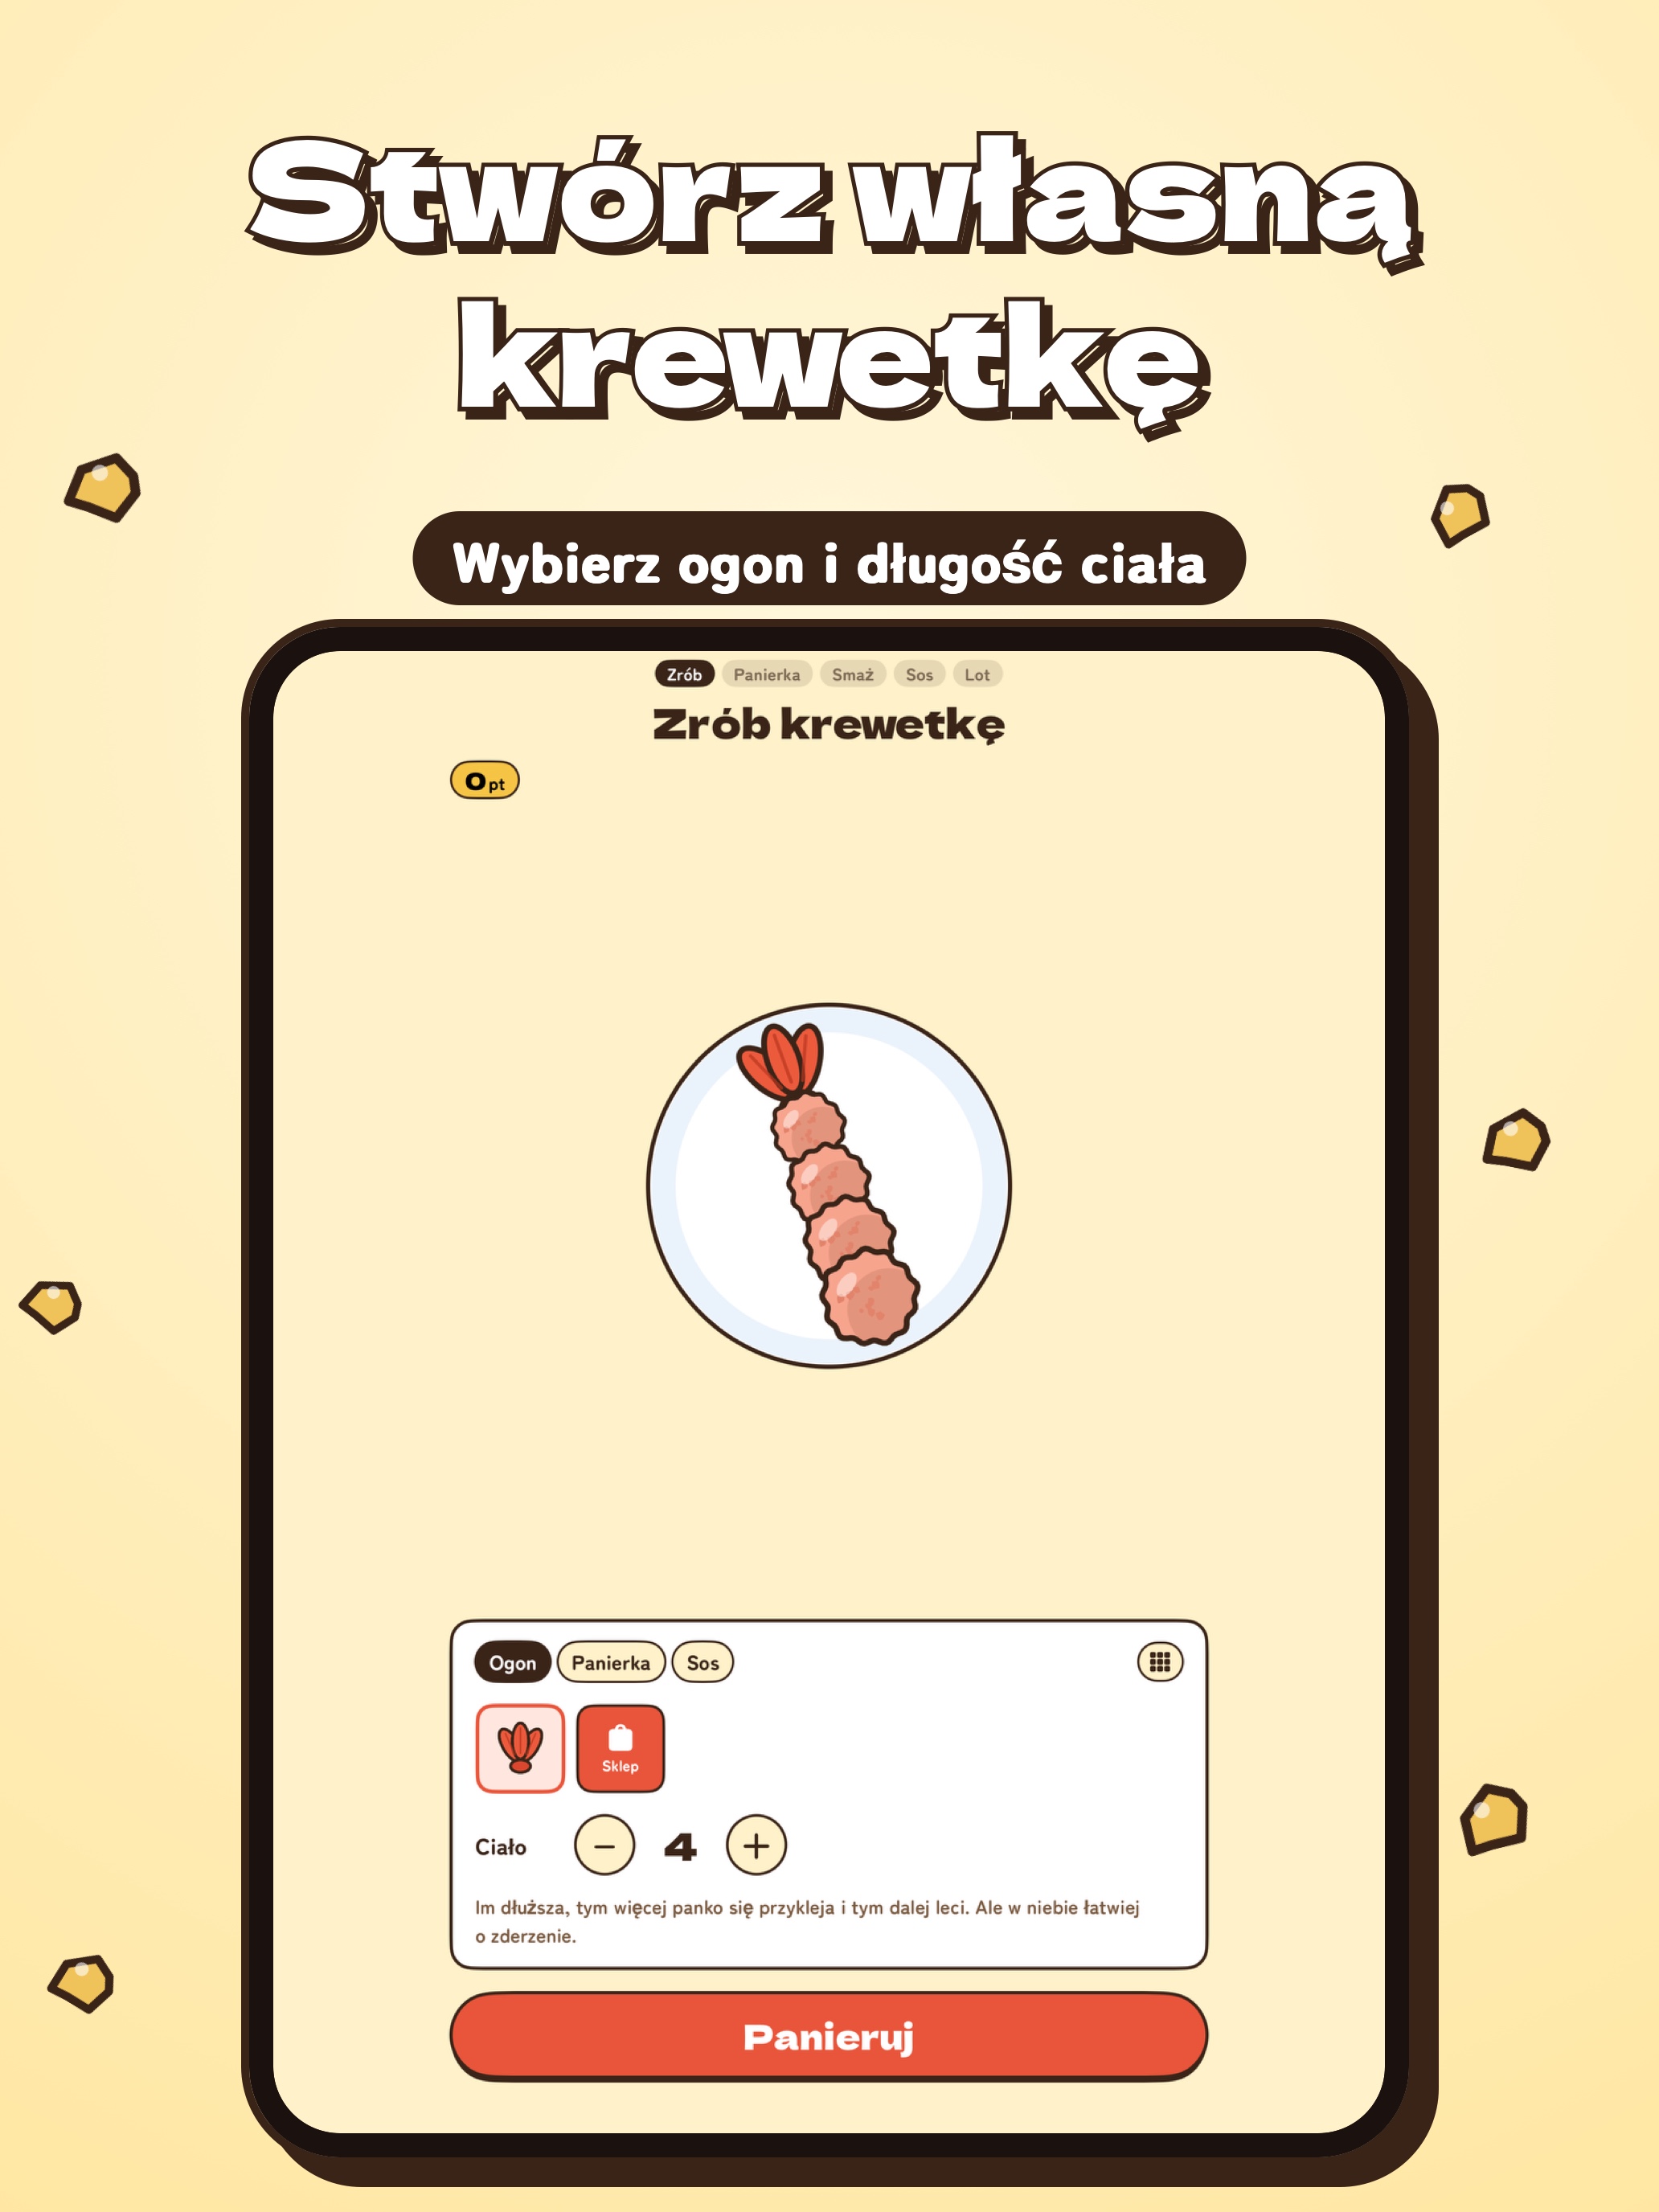 Stwórz własną
krewetkę
Wybierz ogon i długość ciała
Zrób Panierka Smaż Sos Lot
Zrób krewetkę
0 pt
Ogon Panierka Sos
Sklep
Ciało − 4 +
Im dłuższa, tym więcej panko się przykleja i tym dalej leci. Ale w niebie łatwiej
o zderzenie.
Panieruj